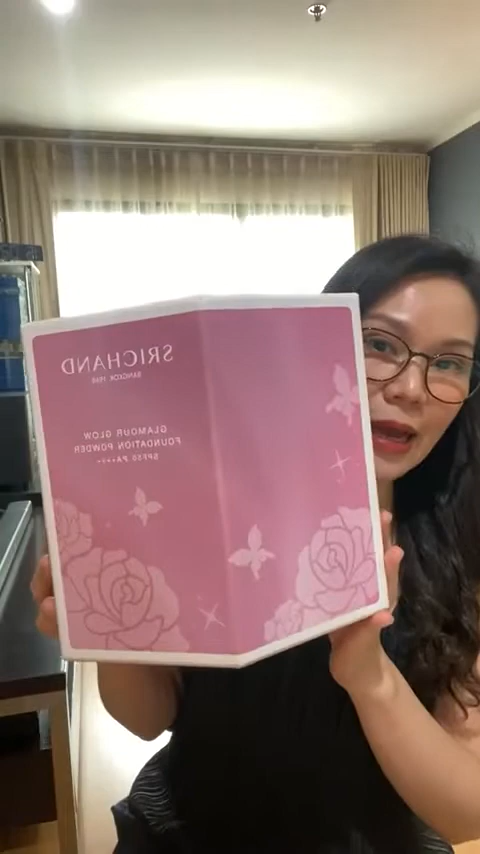 SRICHAND
BANGKOK 1948
GLAMOUR GLOW
FOUNDATION POWDER
SPF50 PA++++